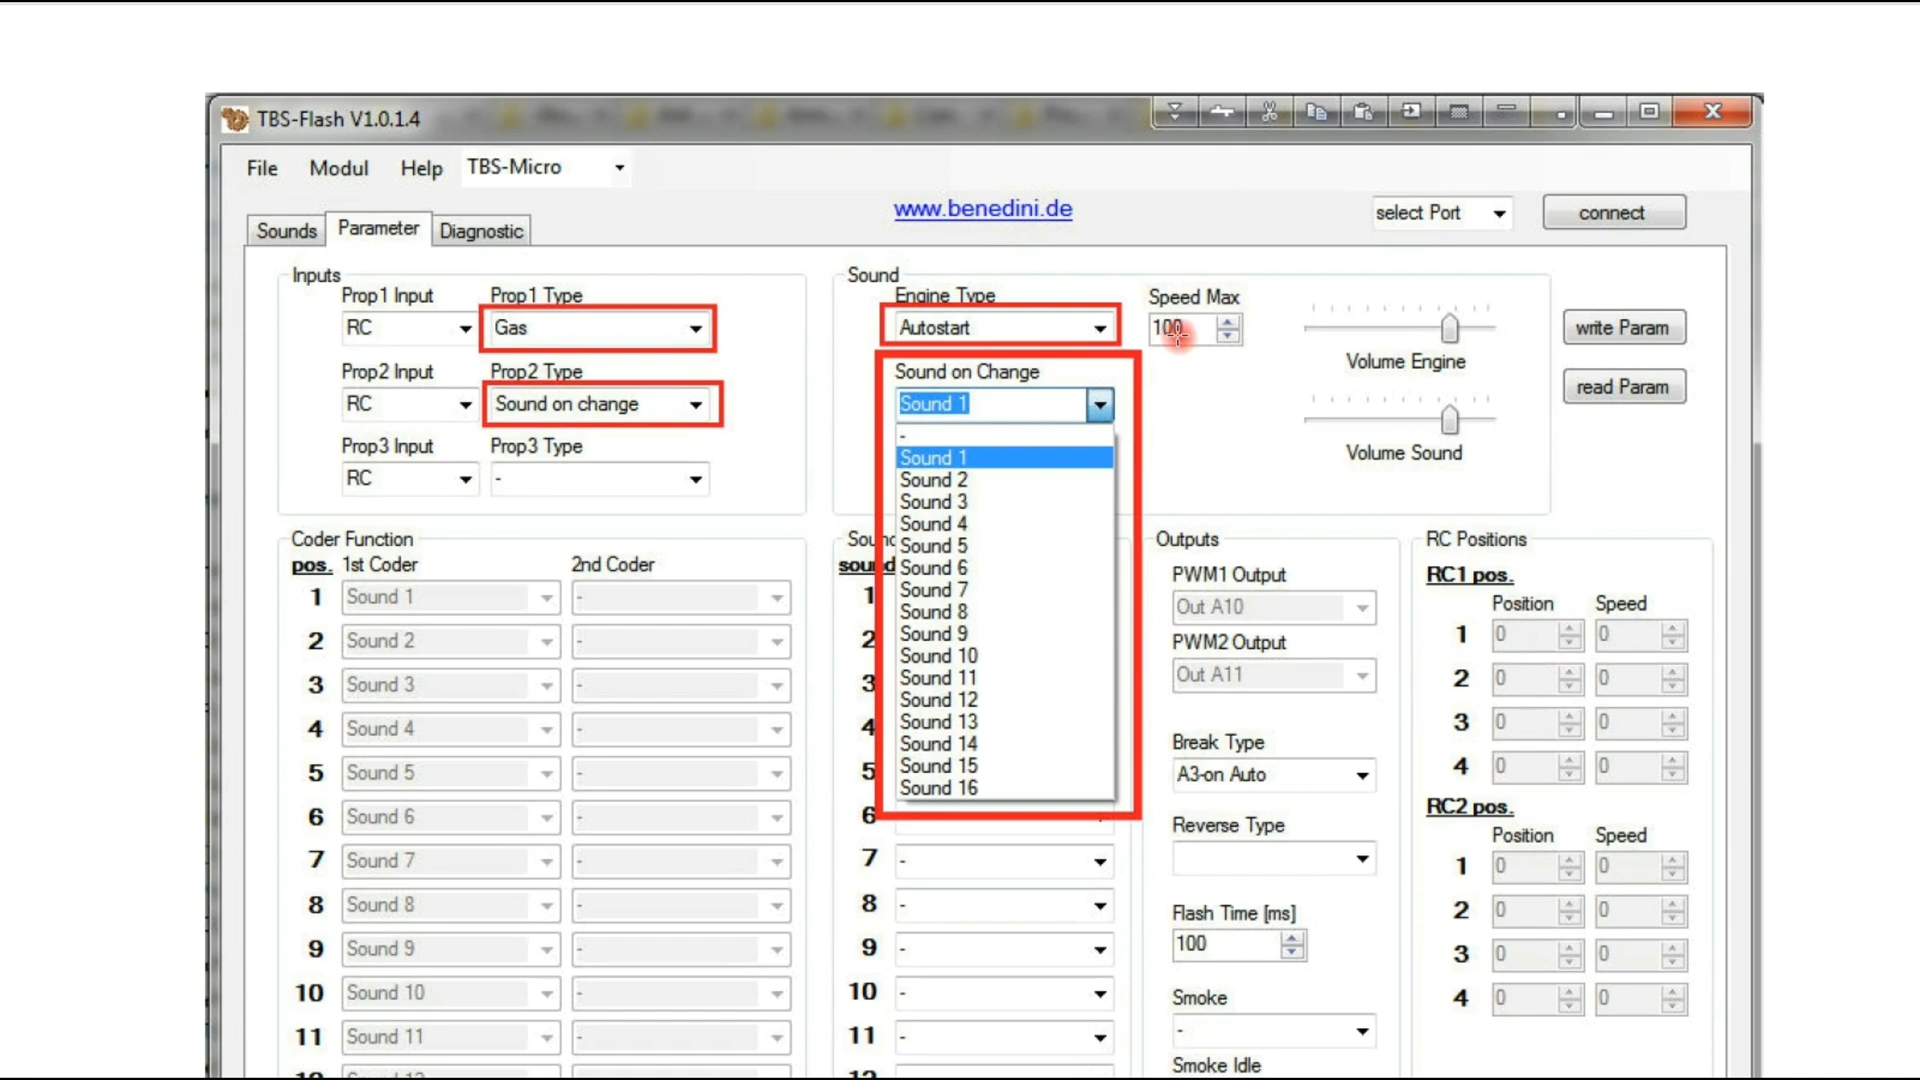 TBS-Flash V1.0.1.4
File Modul Help TBS-Micro
www.benedini.de
select Port connect
Sounds Parameter Diagnostic
Inputs
Prop1 Input Prop1 Type
RC Gas
Prop2 Input Prop2 Type
RC Sound on change
Prop3 Input Prop3 Type
RC -
Sound
Engine Type
Autostart
Speed Max
100
Volume Engine
Volume Sound
write Param
read Param
Sound on Change
Sound 1
-
Sound 1
Sound 2
Sound 3
Sound 4
Sound 5
Sound 6
Sound 7
Sound 8
Sound 9
Sound 10
Sound 11
Sound 12
Sound 13
Sound 14
Sound 15
Sound 16
Coder Function
pos. 1st Coder 2nd Coder
1 Sound 1 -
2 Sound 2 -
3 Sound 3 -
4 Sound 4 -
5 Sound 5 -
6 Sound 6 -
7 Sound 7 -
8 Sound 8 -
9 Sound 9 -
10 Sound 10 -
11 Sound 11 -
sound
1
2
3
4
5
6
7 -
8 -
9 -
10 -
11 -
Outputs
PWM1 Output
Out A10
PWM2 Output
Out A11
Break Type
A3-on Auto
Reverse Type
Flash Time [ms]
100
Smoke
-
Smoke Idle
RC Positions
RC1 pos.
Position Speed
1 0 0
2 0 0
3 0 0
4 0 0
RC2 pos.
Position Speed
1 0 0
2 0 0
3 0 0
4 0 0